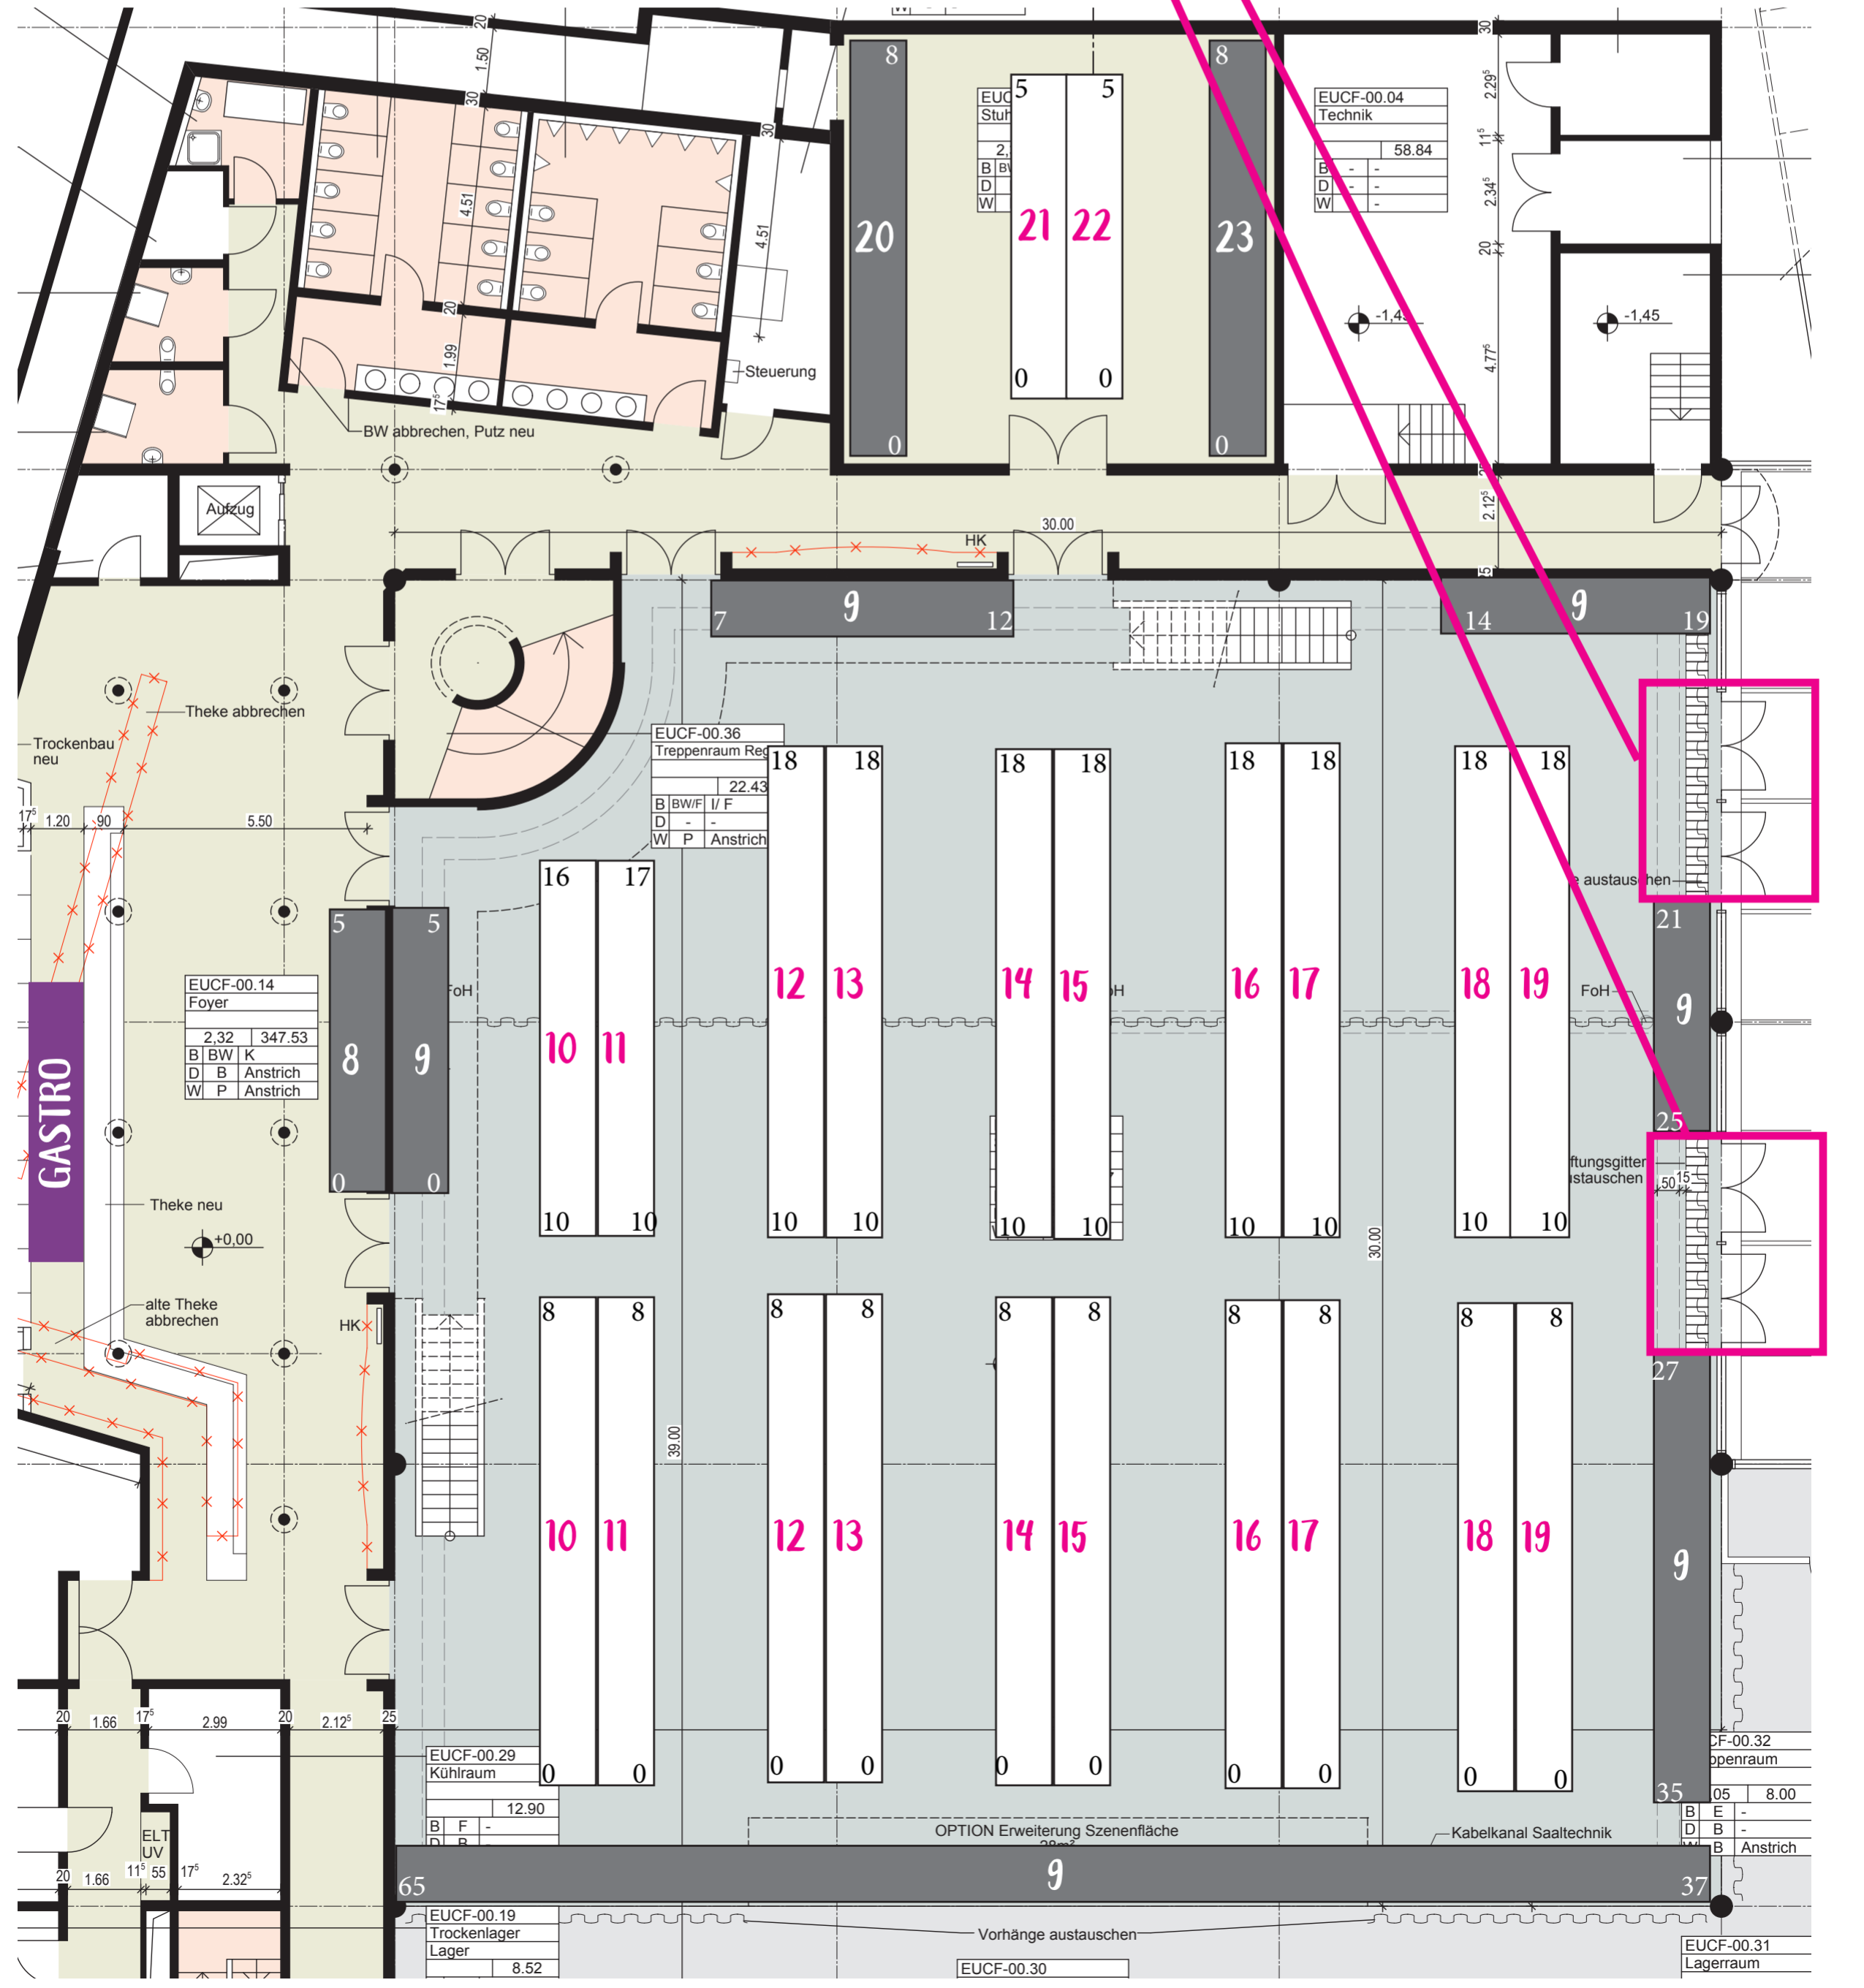 20
1.50
30
30
8
8
5 5
EUCF-00.04
Technik
58.84
B - -
D - -
W -
30
2.29⁵
11⁵
2.34⁵
20
4.77⁵
4.51
4.51
20
1.99
17⁵
20
21 22
23
0 0
0
0
-1,45
Steuerung
BW abbrechen, Putz neu
Aufzug
30.00
2.12⁵
HK
7 9 12
14 9 19
Theke abbrechen
Trockenbau
neu
EUCF-00.36
22.43
B BW/F I/ F
D - -
W P Anstrich
17⁵ 1.20 90 5.50
18 18
18 18
18 18
18 18
16 17
5 5
21
9
25
FoH
EUCF-00.14
Foyer
2,32 347.53
B BW K
D B Anstrich
W P Anstrich
GASTRO
8 9
0 0
10 11
12 13
14 15
16 17
18 19
10 10
10 10
10 10
10 10
10 10
50 15
Theke neu
+0,00
alte Theke
abbrechen
HK
30.00
39.00
8 8
8 8
8 8
8 8
8 8
27
9
35
10 11
12 13
14 15
16 17
18 19
0 0
0 0
0 0
0 0
0 0
20 1.66 17⁵ 2.99 20 2.12⁵ 25
EUCF-00.29
Kühlraum
12.90
B F -
ELT
UV
20 1.66 11⁵ 55 17⁵ 2.32⁵
OPTION Erweiterung Szenenfläche
Kabelkanal Saaltechnik
8.00
B E -
D B -
B Anstrich
65 9 37
EUCF-00.19
Trockenlager
Lager
8.52
Vorhänge austauschen
EUCF-00.30
EUCF-00.31
Lagerraum